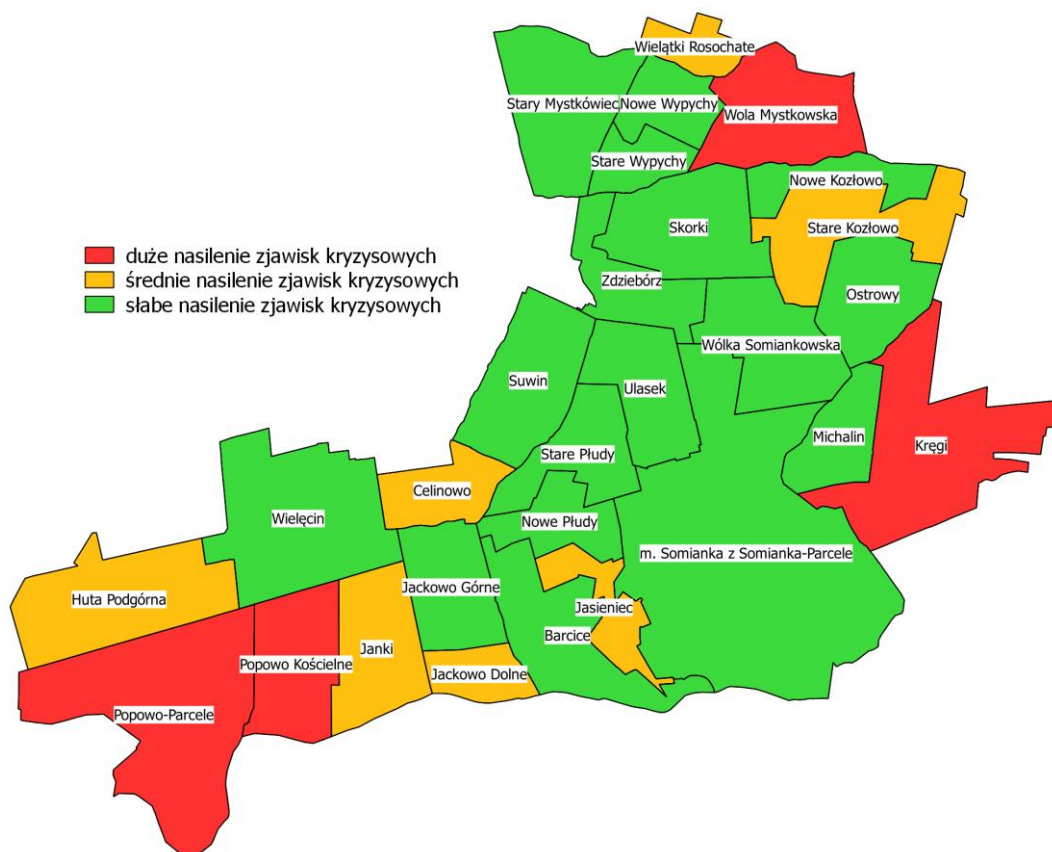 Wielątki Rosochate
Stary Mystkówiec
Nowe Wypychy
Wola Mystkowska
Stare Wypychy
Nowe Kozłowo
Skorki
Stare Kozłowo
duże nasilenie zjawisk kryzysowych
średnie nasilenie zjawisk kryzysowych
słabe nasilenie zjawisk kryzysowych
Zdziebórz
Ostrowy
Wólka Somiankowska
Suwin
Ulasek
Michalin
Kręgi
Stare Płudy
Celinowo
Wielęcin
Nowe Płudy
m. Somianka z Somianka-Parcele
Jackowo Górne
Huta Podgórna
Jasieniec
Barcice
Janki
Popowo Kościelne
Jackowo Dolne
Popowo-Parcele